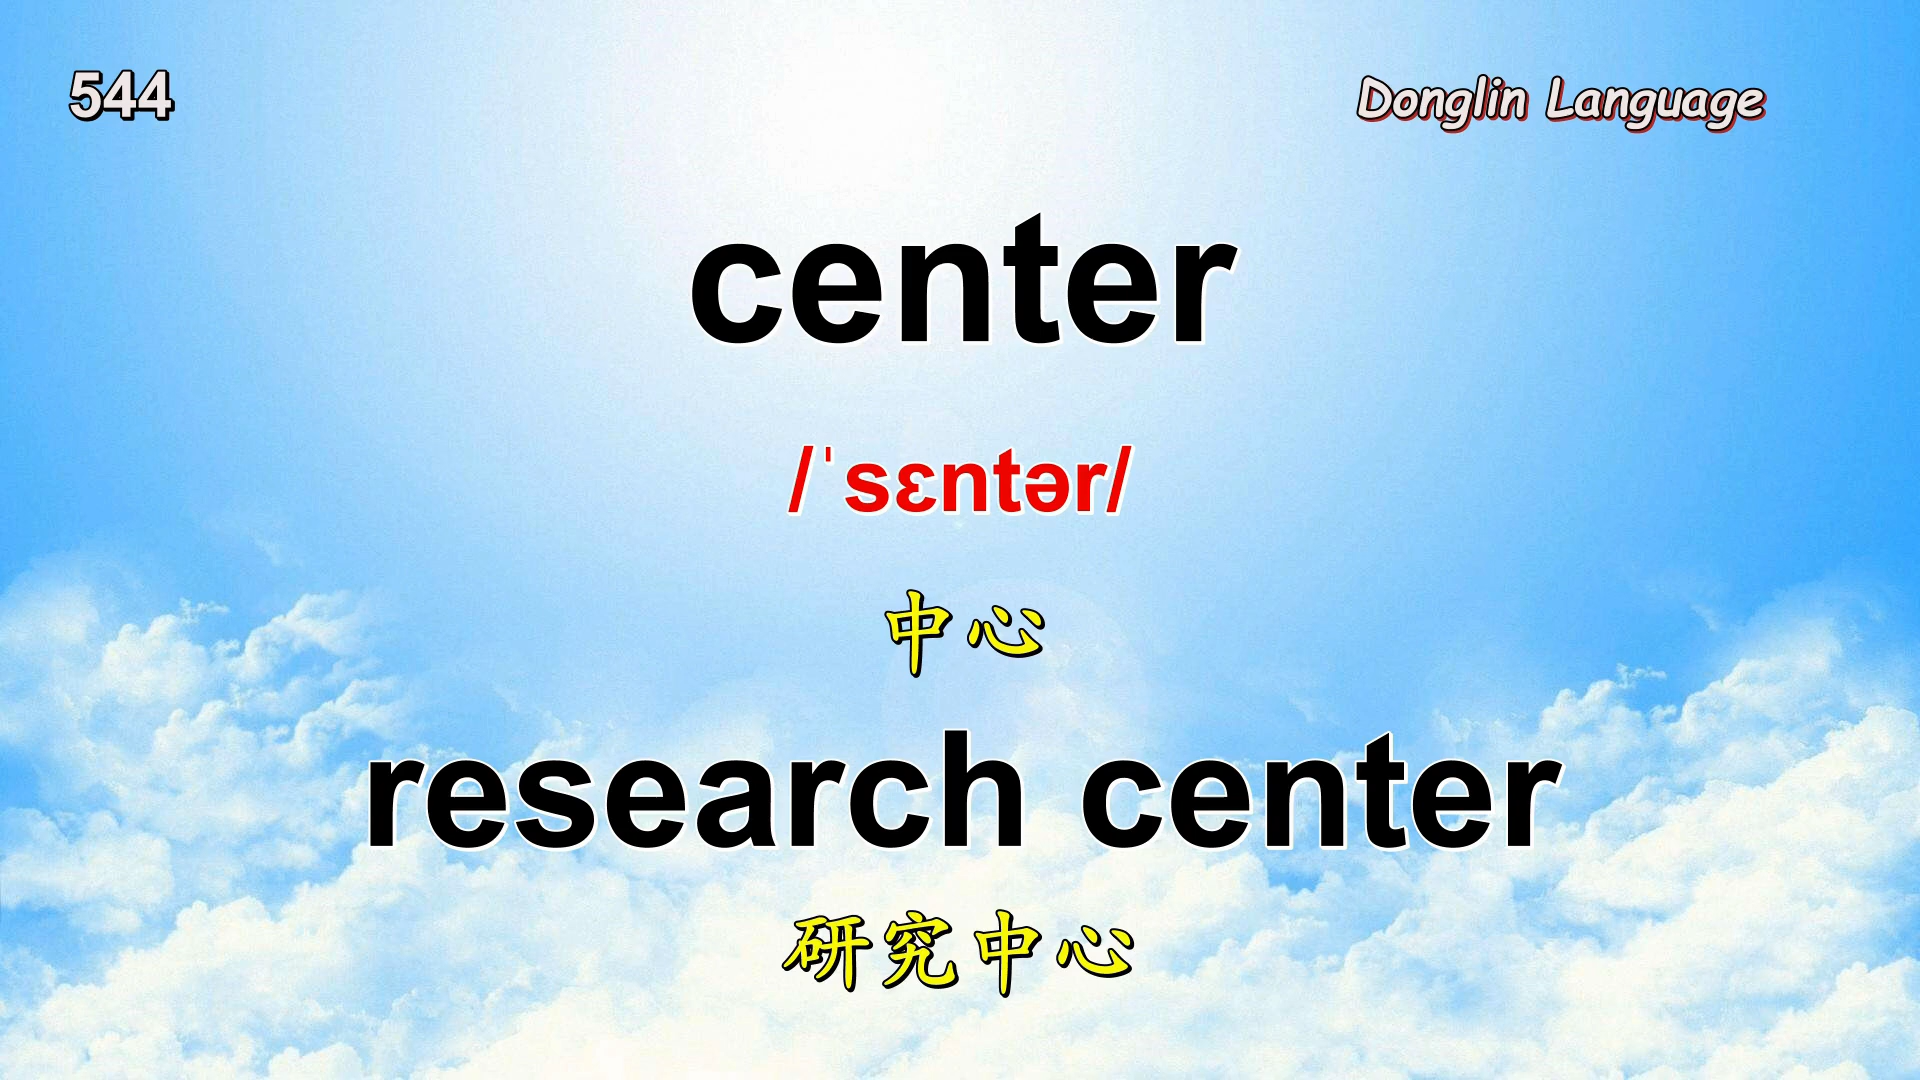 544
Donglin Language
center
/ˈsɛntər/
中心
research center
研究中心